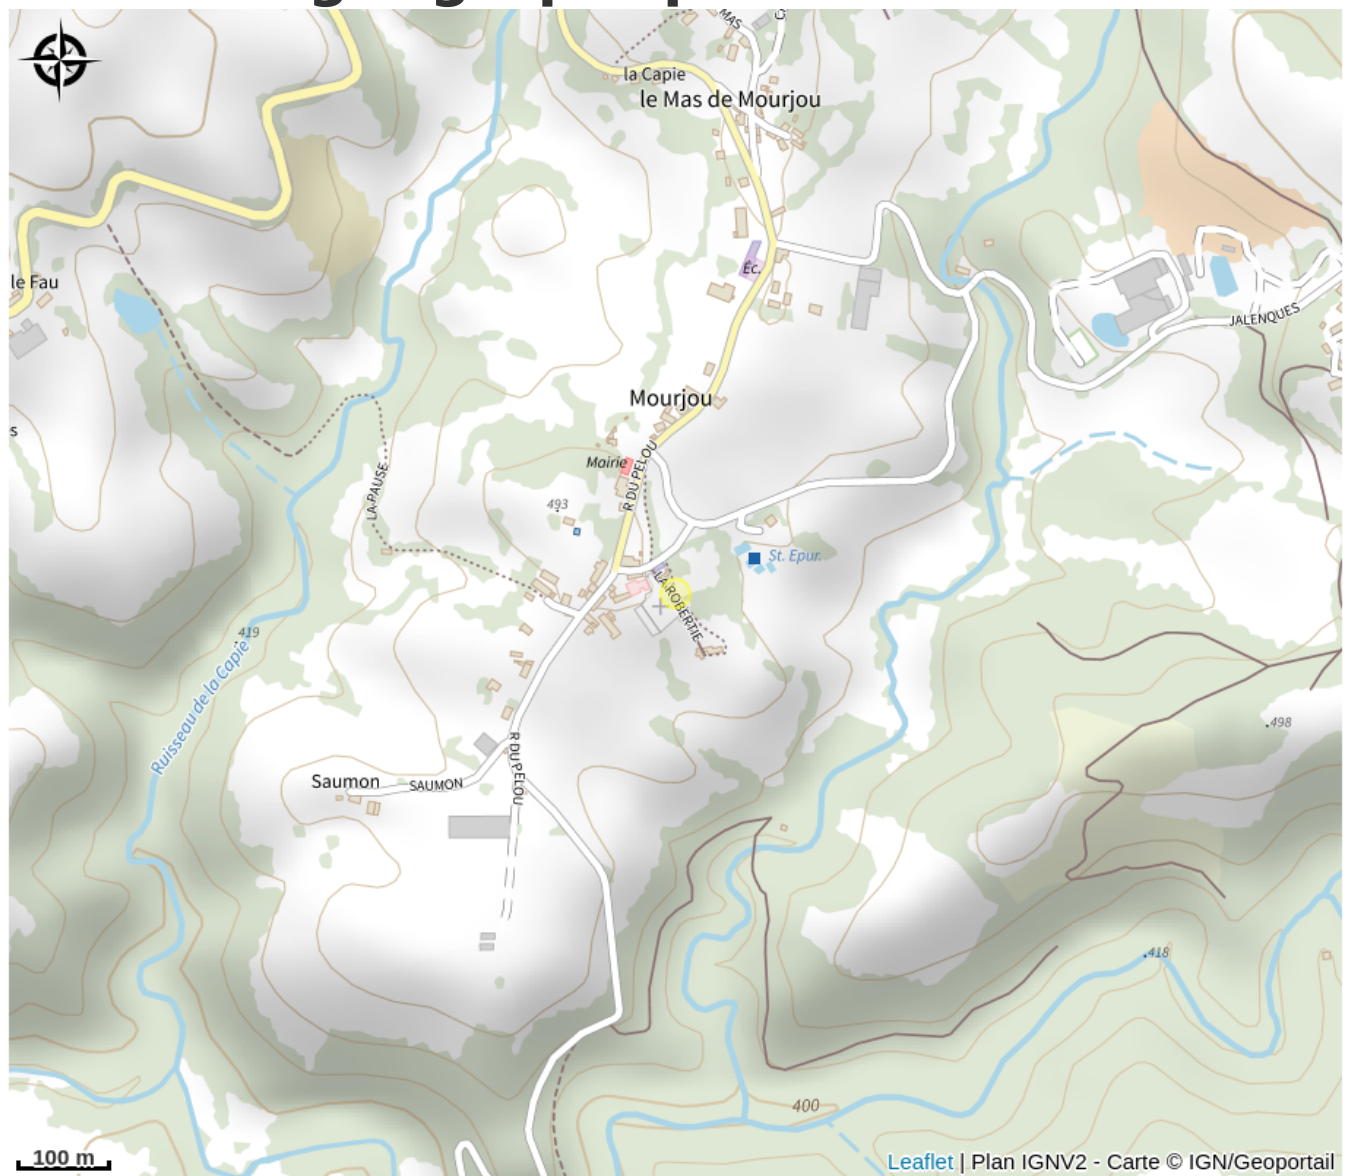 MAS
la Capie
le Mas de Mourjou
Éc.
le Fau
JALENQUES
Mourjou
s
Mairie
R DU PELOU
LA PAUSE
493
St. Epur.
LA ROBERTIE
419
Ruisseau de la Capie
498
R DU PELOU
Saumon
SAUMON
418
400
100 m
Leaflet | Plan IGNV2 - Carte © IGN/Geoportail